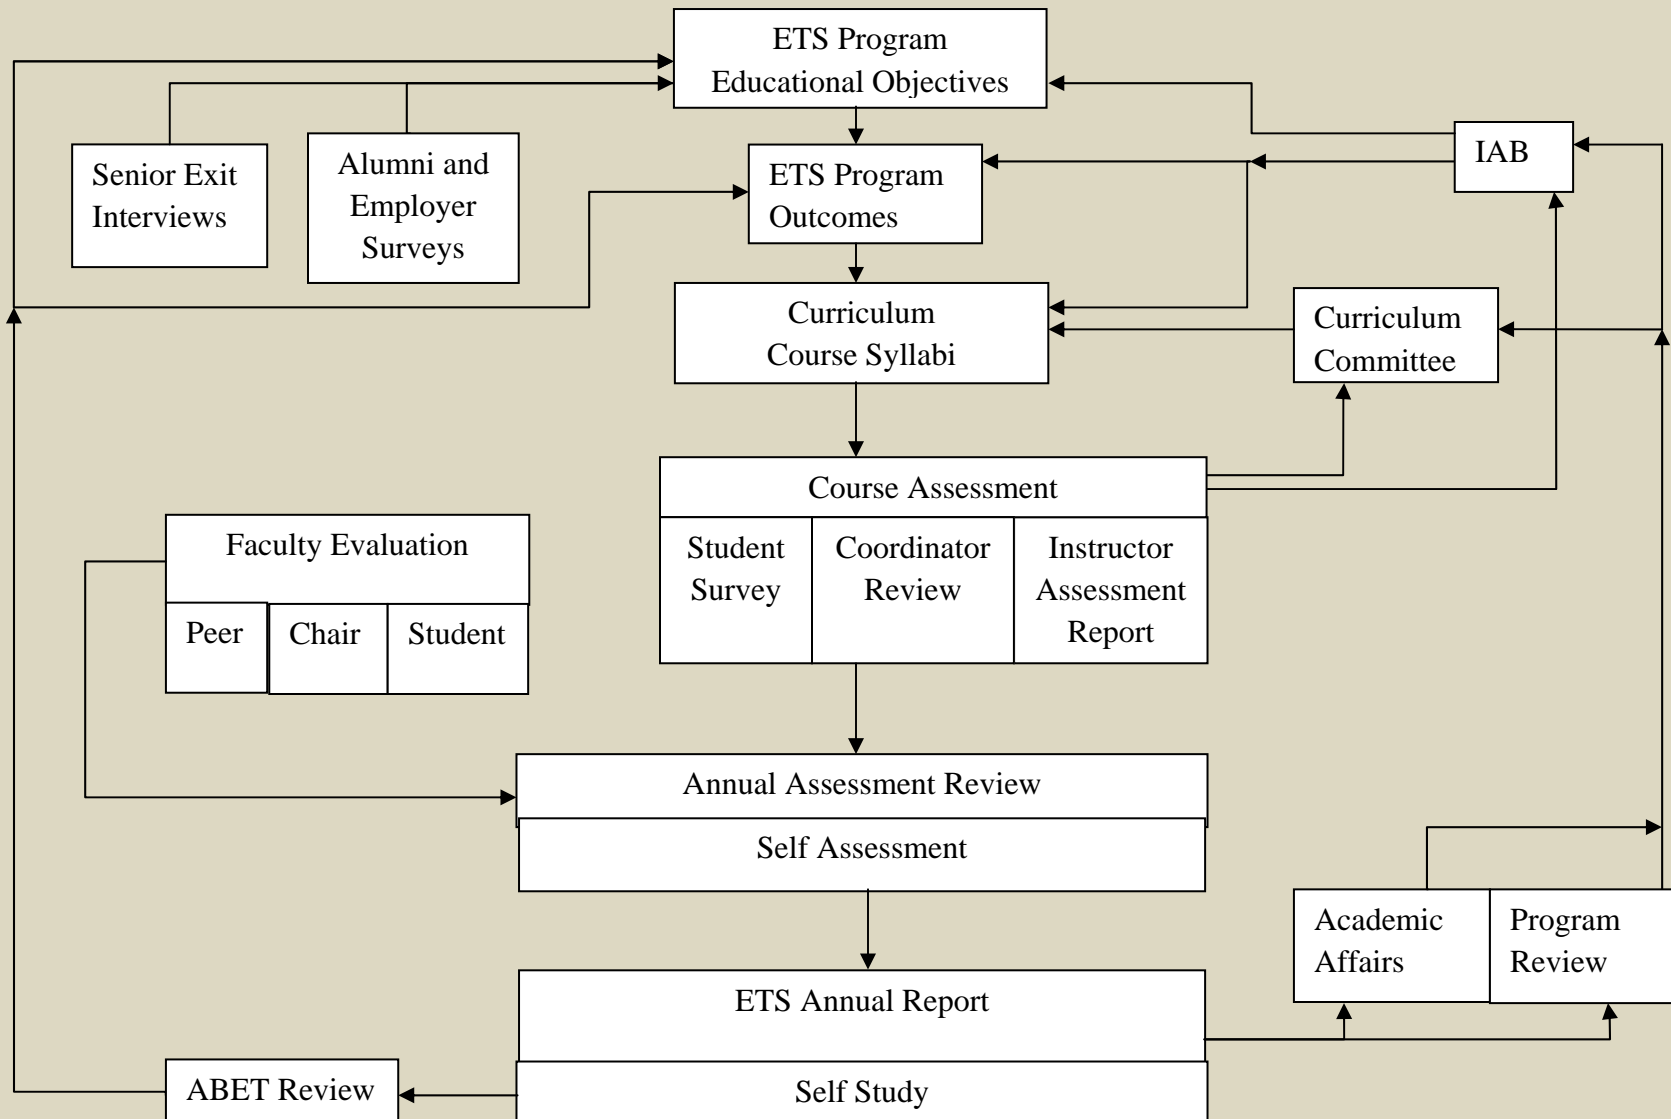 ETS Program
Educational Objectives
Senior Exit
Interviews
Alumni and
Employer
Surveys
ETS Program
Outcomes
IAB
Curriculum
Course Syllabi
Curriculum
Committee
Course Assessment
Student
Survey
Coordinator
Review
Instructor
Assessment
Report
Faculty Evaluation
Peer
Chair
Student
Annual Assessment Review
Self Assessment
Academic
Affairs
Program
Review
ETS Annual Report
Self Study
ABET Review